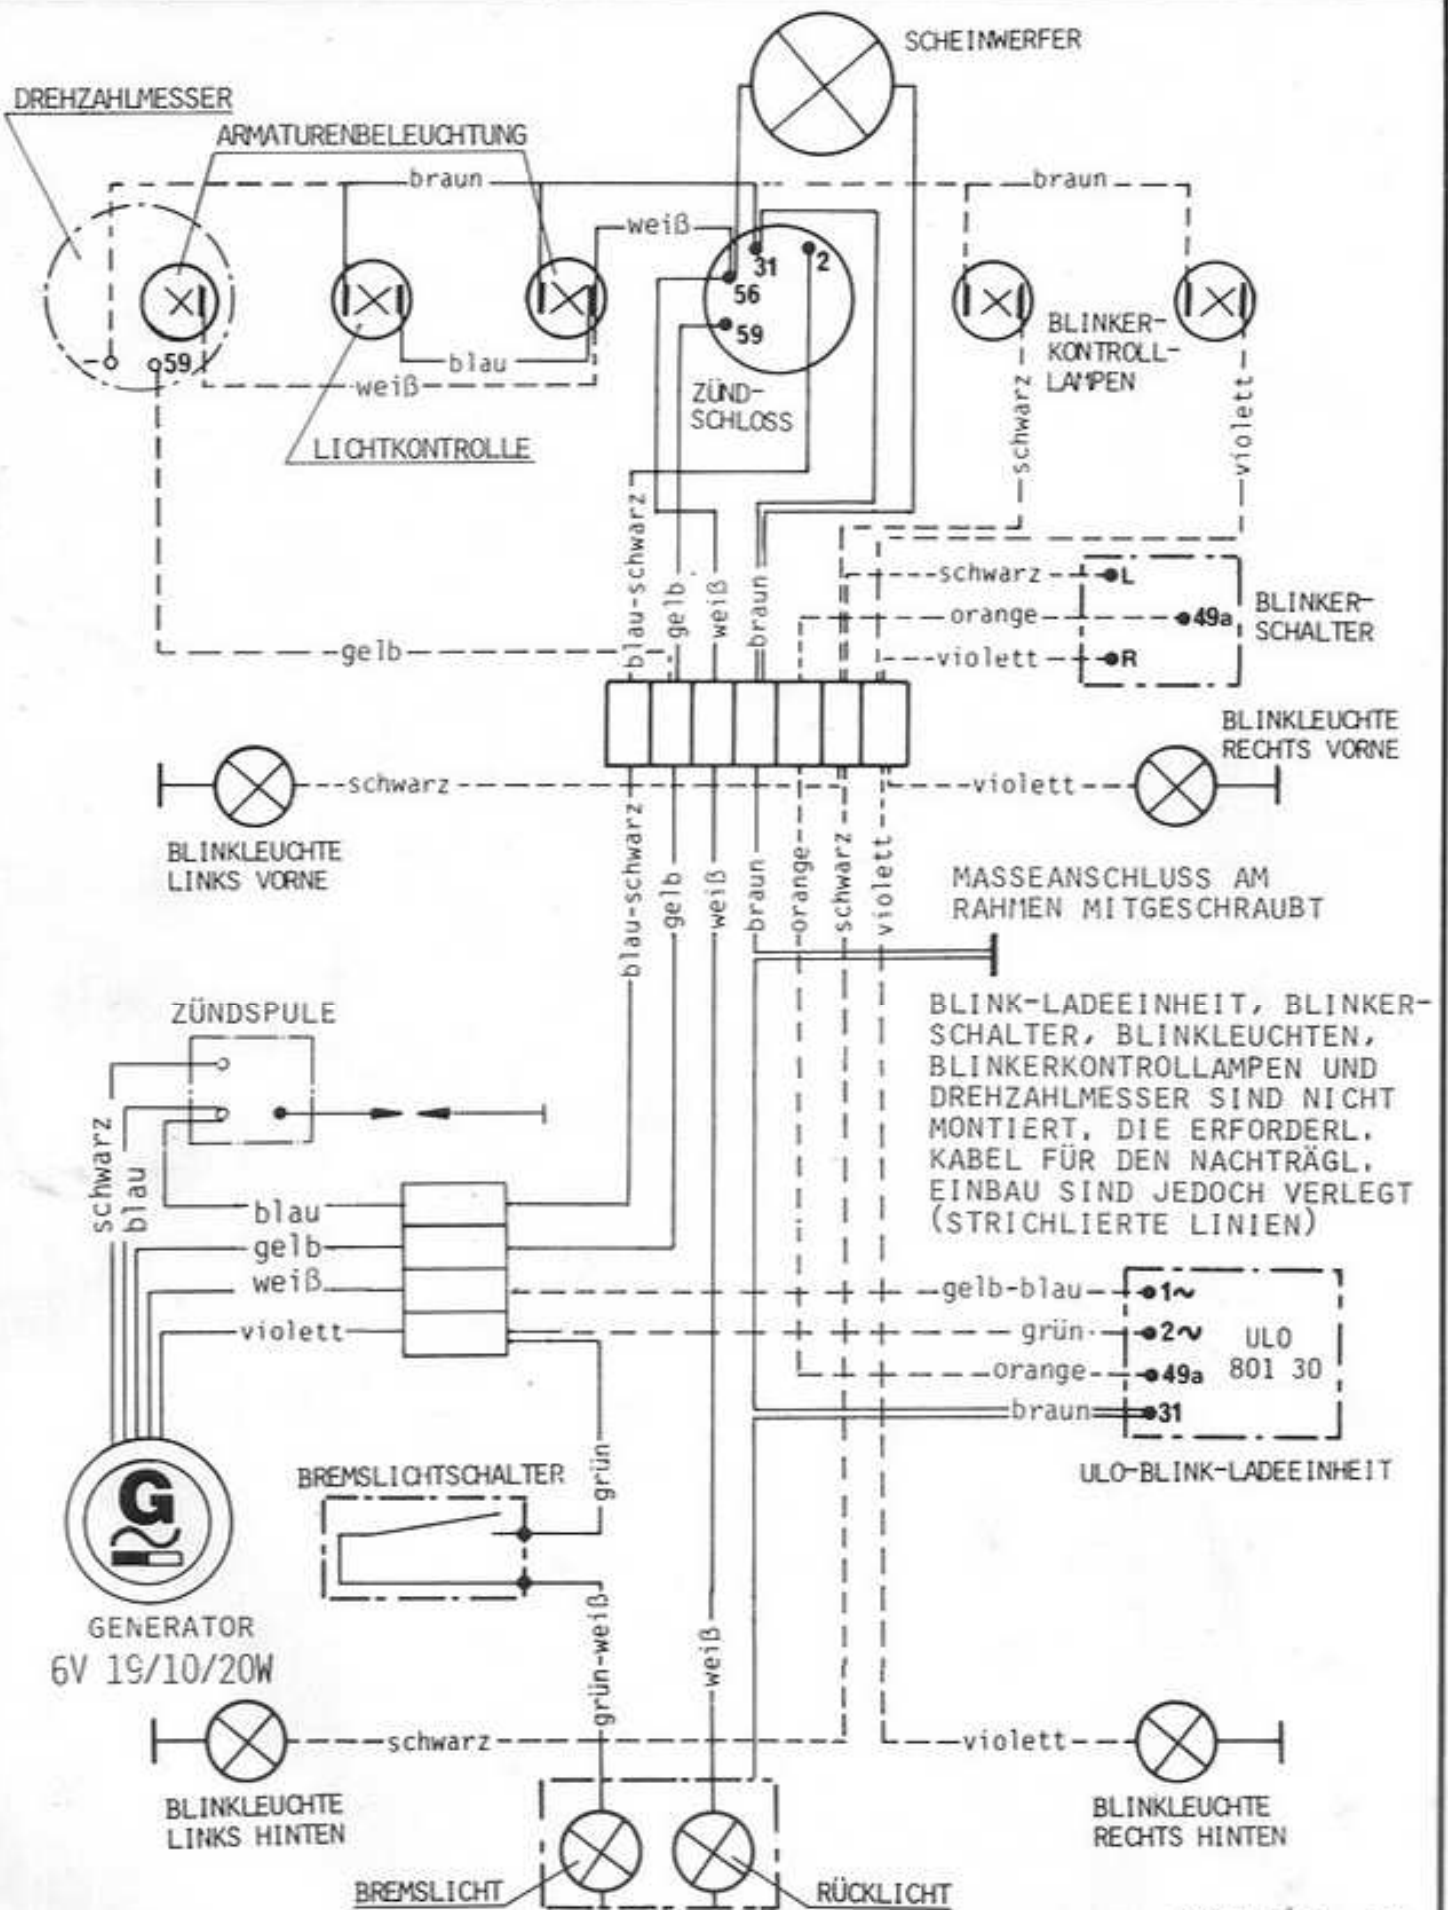 SCHEINWERFER
DREHZAHLMESSER
ARMATURENBELEUCHTUNG
braun
braun
weiß
31
2
56
59
59
blau
weiß
ZÜND-
SCHLOSS
BLINKER-
KONTROLL-
LAMPEN
schwarz
violett
LICHTKONTROLLE
blau-schwarz
gelb
weiß
braun
schwarz
L
orange
49a
violett
R
BLINKER-
SCHALTER
gelb
BLINKLEUCHTE
RECHTS VORNE
schwarz
violett
BLINKLEUCHTE
LINKS VORNE
blau-schwarz
gelb
weiß
braun
orange
schwarz
violett
MASSEANSCHLUSS AM
RAHMEN MITGESCHRAUBT
ZÜNDSPULE
BLINK-LADEEINHEIT, BLINKER-
SCHALTER, BLINKLEUCHTEN,
BLINKERKONTROLLAMPEN UND
DREHZAHLMESSER SIND NICHT
MONTIERT. DIE ERFORDERL.
KABEL FÜR DEN NACHTRÄGL.
EINBAU SIND JEDOCH VERLEGT
(STRICHLIERTE LINIEN)
schwarz
blau
blau
gelb
weiß
violett
gelb-blau
1~
grün
2~
orange
49a
braun
31
ULO
801 30
ULO-BLINK-LADEEINHEIT
grün
BREMSLICHTSCHALTER
G
GENERATOR
6V 19/10/20W
grün-weiß
weiß
schwarz
violett
BLINKLEUCHTE
LINKS HINTEN
BLINKLEUCHTE
RECHTS HINTEN
BREMSLICHT
RÜCKLICHT